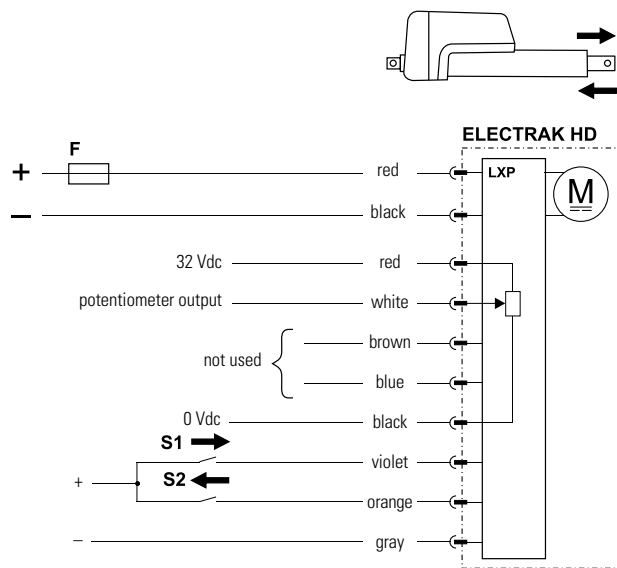 ELECTRAK HD
F
+ red LXP
M
– black
32 Vdc red
potentiometer output white
brown
not used
blue
0 Vdc black
S1
violet
S2
+
orange
– gray